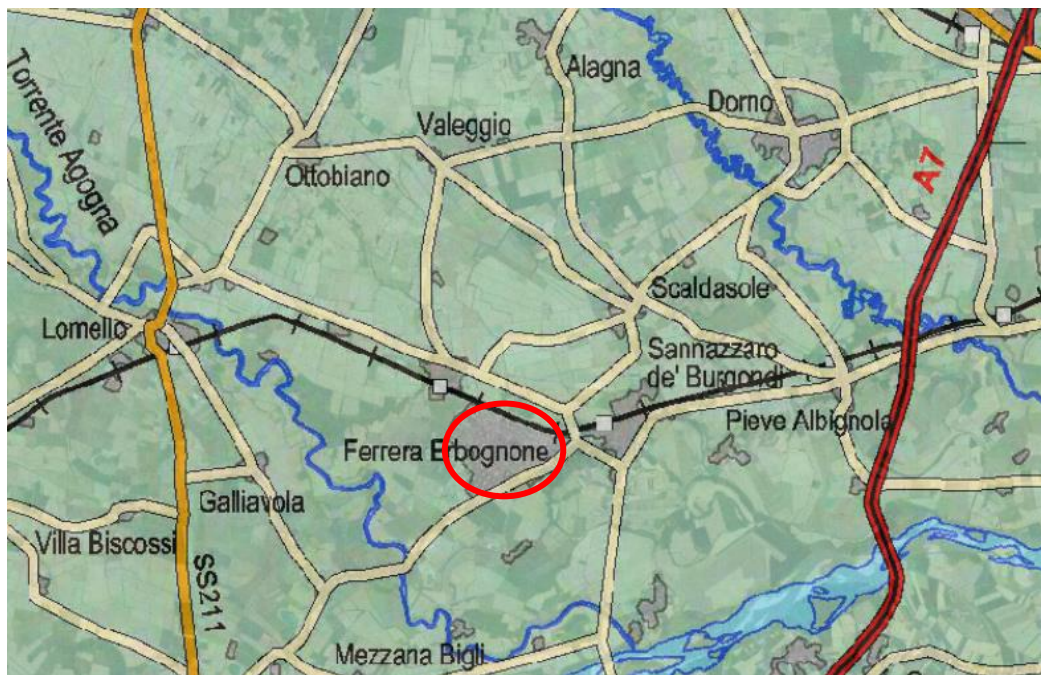 Alagna
Torrente Agogna
Dorno
Valeggio
Ottobiano
A7
Scaldasole
Lomello
Sannazzaro
de' Burgondi
Pieve Albignola
Ferrera Erbognone
Galliavola
Villa Biscossi
SS211
Mezzana Bigli